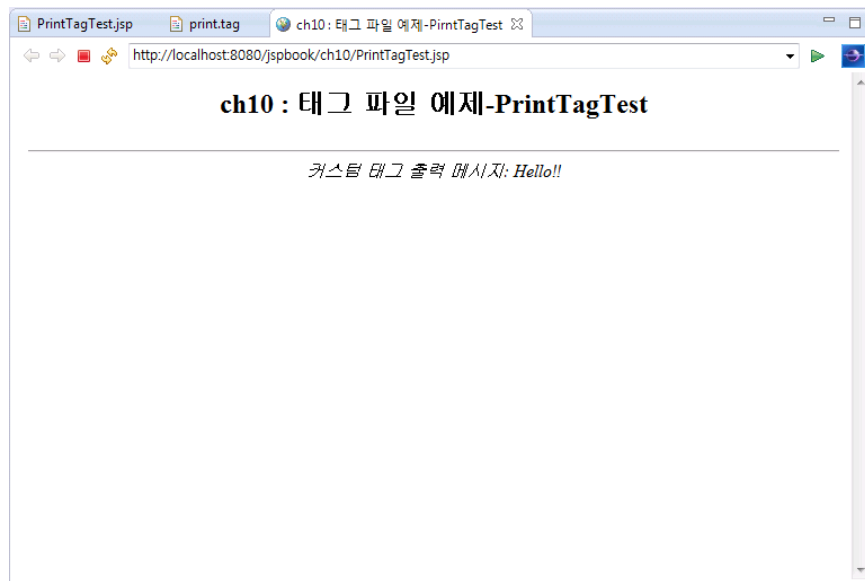 PrintTagTest.jsp print.tag ch10 : 태그 파일 예제-PirntTagTest
http://localhost:8080/jspbook/ch10/PrintTagTest.jsp
ch10 : 태그 파일 예제-PrintTagTest
커스텀 태그 출력 메시지: Hello!!